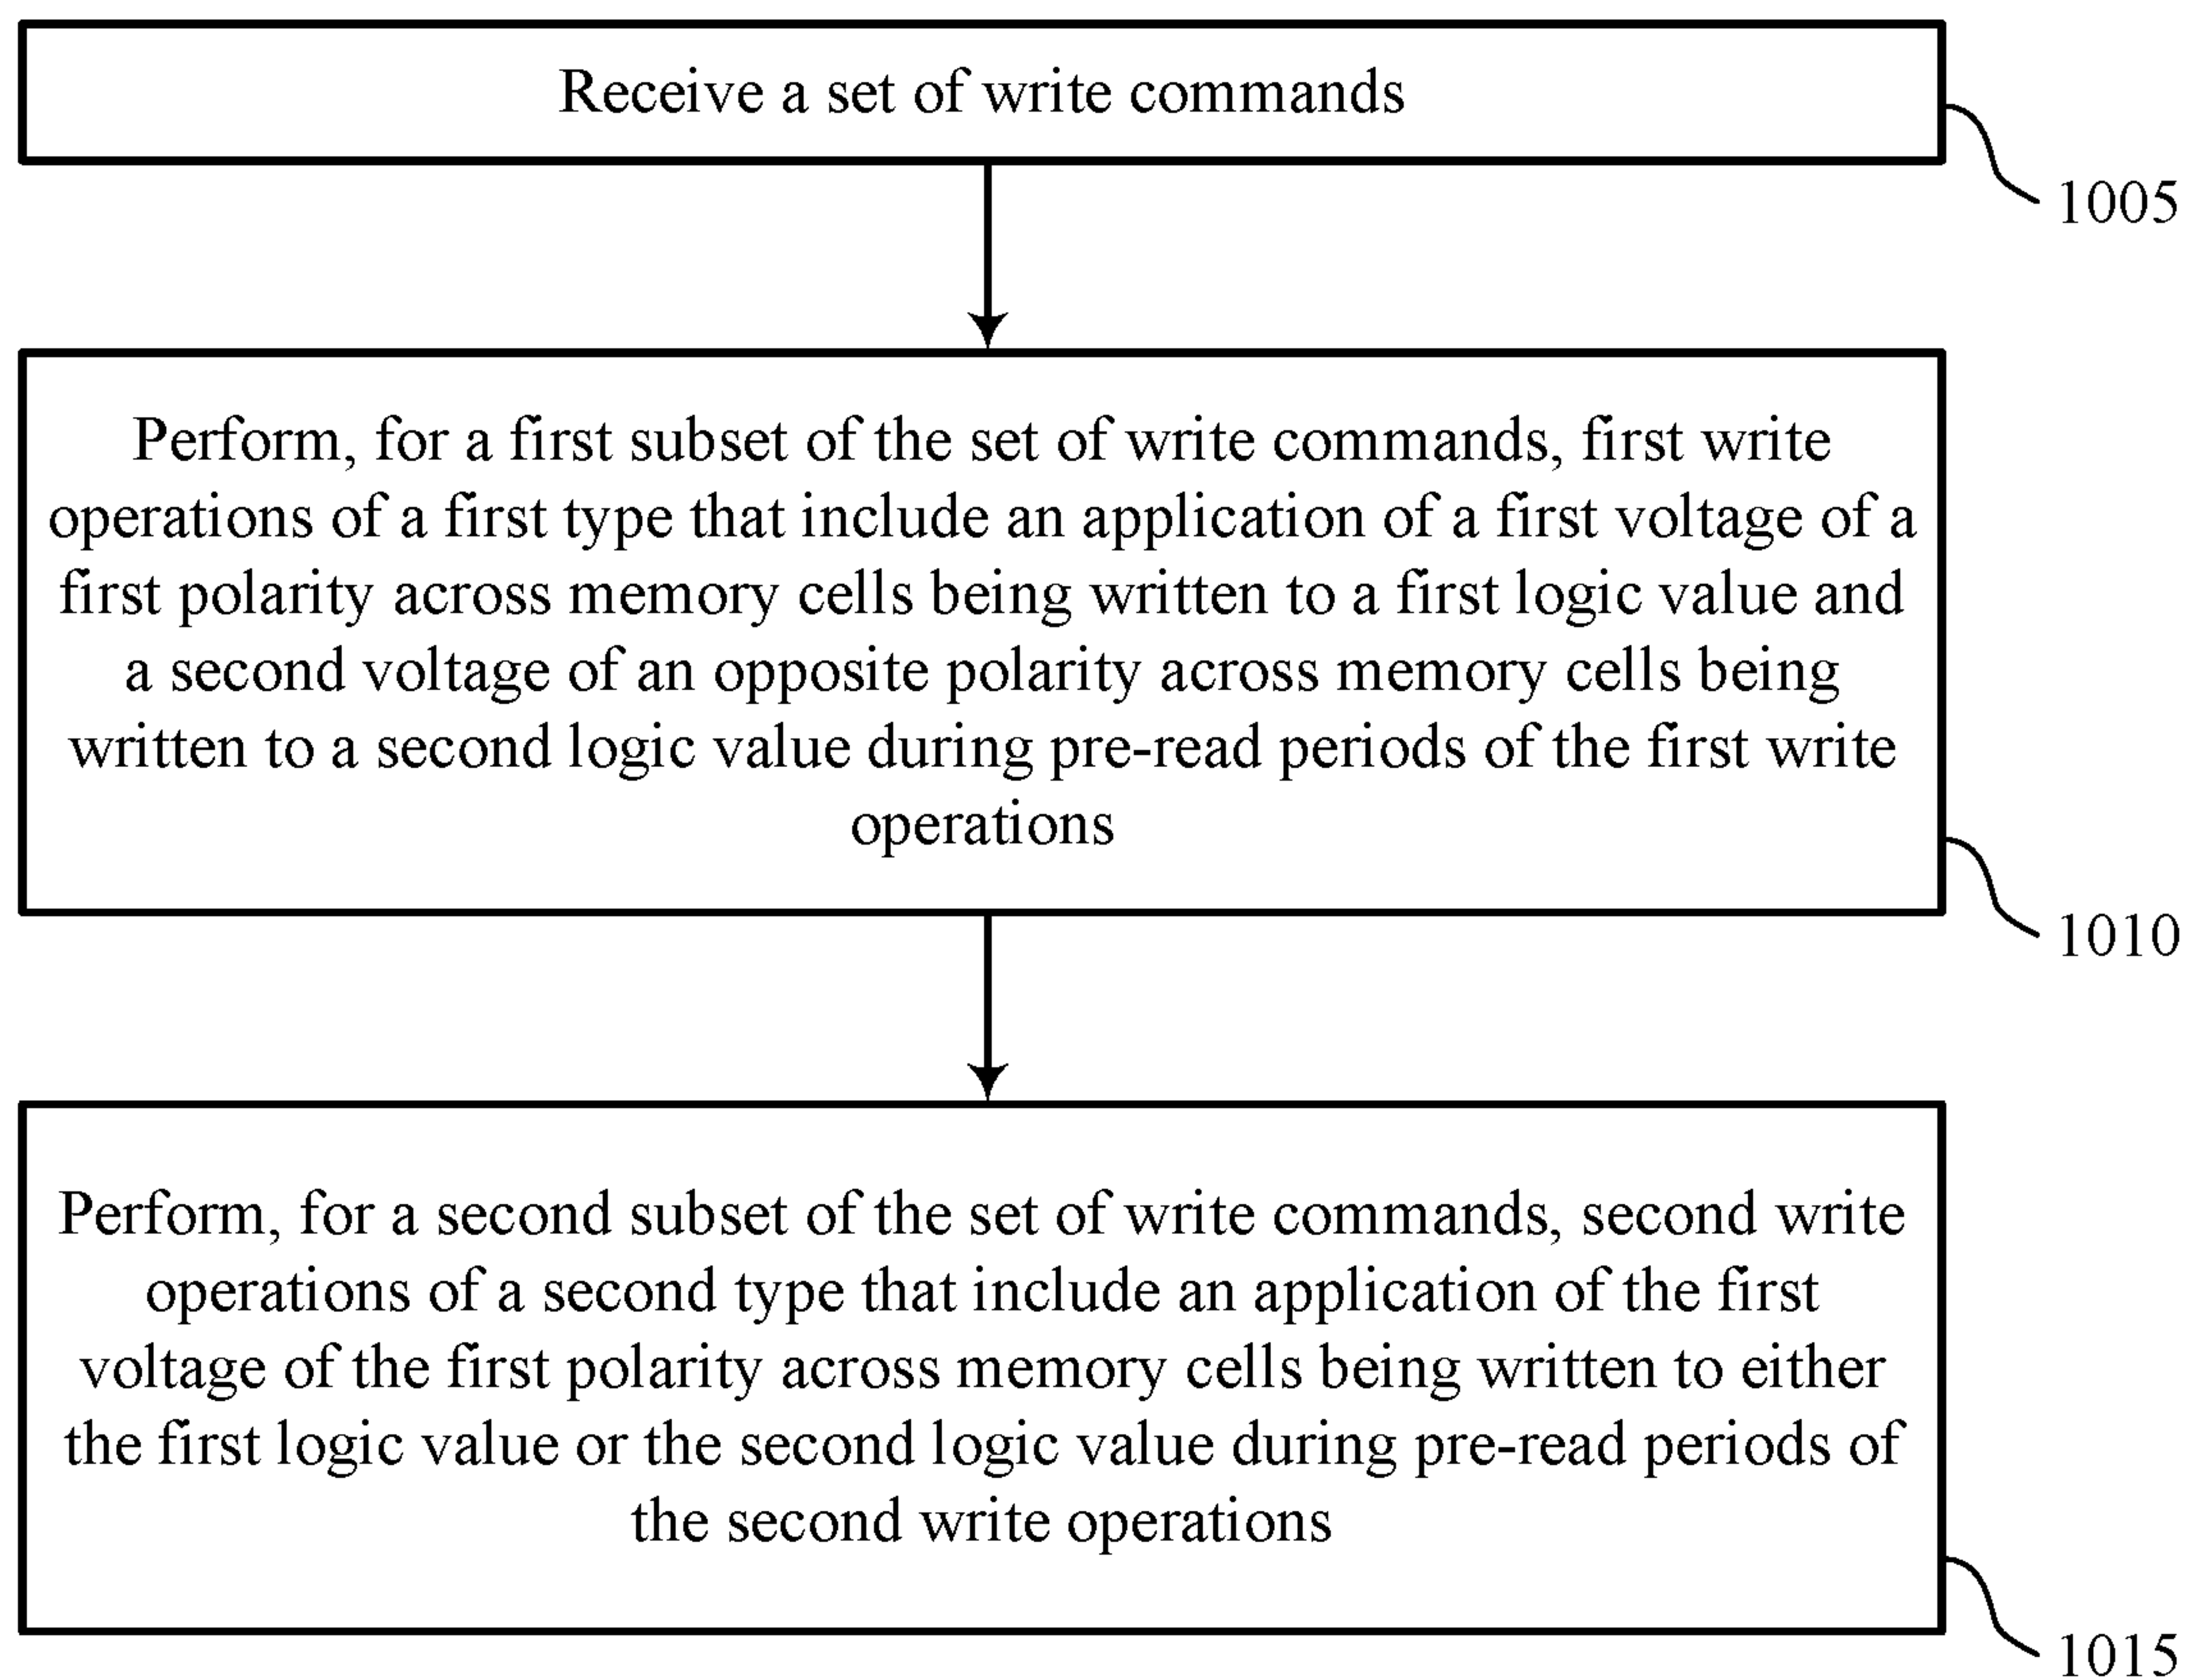 Receive a set of write commands
1005
Perform, for a first subset of the set of write commands, first write
operations of a first type that include an application of a first voltage of a
first polarity across memory cells being written to a first logic value and
a second voltage of an opposite polarity across memory cells being
written to a second logic value during pre-read periods of the first write
operations
1010
Perform, for a second subset of the set of write commands, second write
operations of a second type that include an application of the first
voltage of the first polarity across memory cells being written to either
the first logic value or the second logic value during pre-read periods of
the second write operations
1015